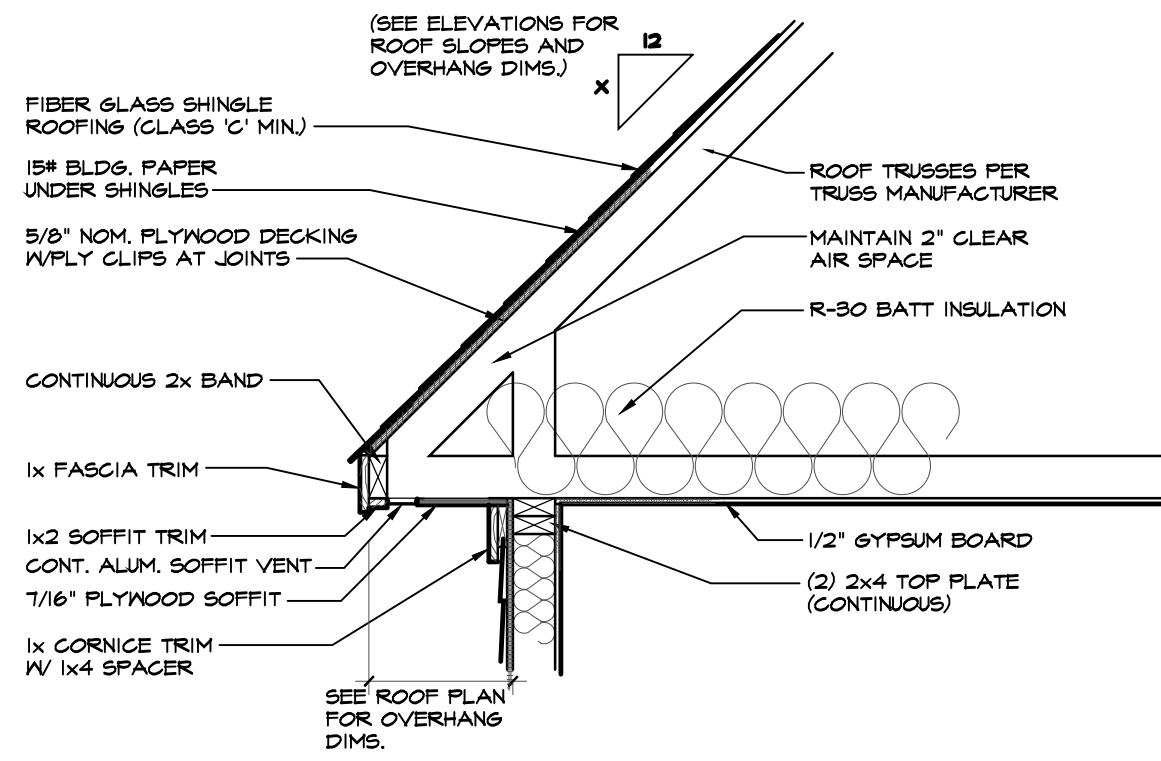 (SEE ELEVATIONS FOR
ROOF SLOPES AND
OVERHANG DIMS.)
12
X
FIBER GLASS SHINGLE
ROOFING (CLASS 'C' MIN.)
15# BLDG. PAPER
UNDER SHINGLES
5/8" NOM. PLYWOOD DECKING
W/PLY CLIPS AT JOINTS
CONTINUOUS 2x BAND
1x FASCIA TRIM
1x2 SOFFIT TRIM
CONT. ALUM. SOFFIT VENT
7/16" PLYWOOD SOFFIT
1x CORNICE TRIM
W/ 1x4 SPACER
SEE ROOF PLAN
FOR OVERHANG
DIMS.
ROOF TRUSSES PER
TRUSS MANUFACTURER
MAINTAIN 2" CLEAR
AIR SPACE
R-30 BATT INSULATION
1/2" GYPSUM BOARD
(2) 2x4 TOP PLATE
(CONTINUOUS)